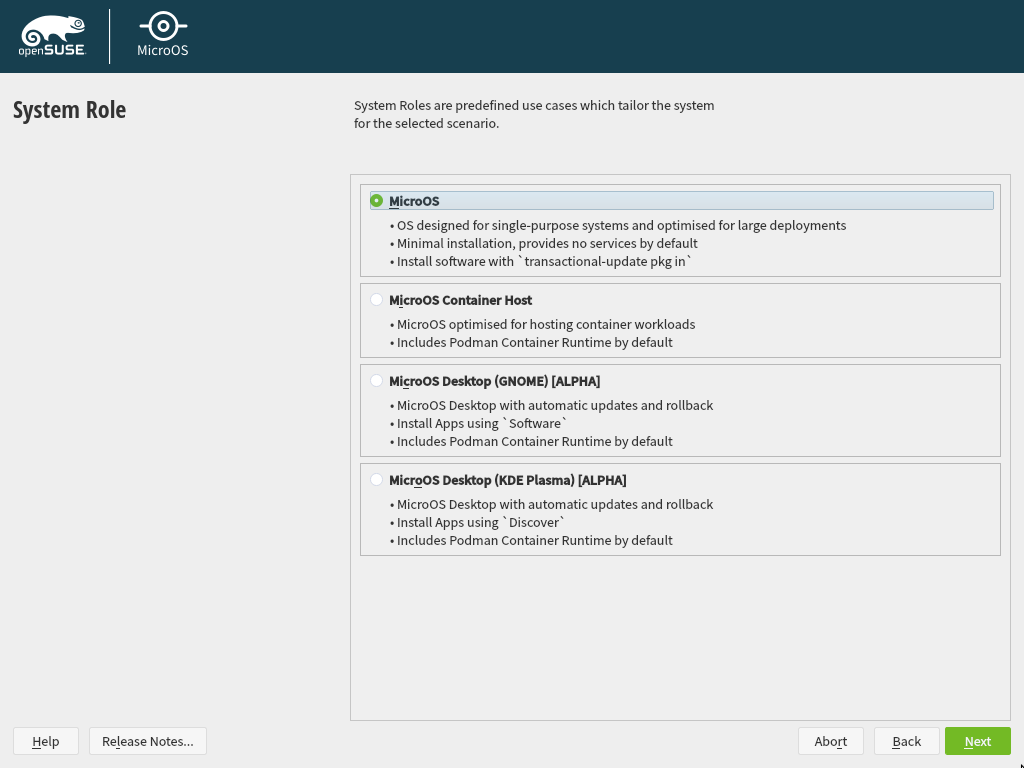 openSUSE
MicroOS
System Role
System Roles are predefined use cases which tailor the system
for the selected scenario.
MicroOS
• OS designed for single-purpose systems and optimised for large deployments
• Minimal installation, provides no services by default
• Install software with `transactional-update pkg in`
MicroOS Container Host
• MicroOS optimised for hosting container workloads
• Includes Podman Container Runtime by default
MicroOS Desktop (GNOME) [ALPHA]
• MicroOS Desktop with automatic updates and rollback
• Install Apps using `Software`
• Includes Podman Container Runtime by default
MicroOS Desktop (KDE Plasma) [ALPHA]
• MicroOS Desktop with automatic updates and rollback
• Install Apps using `Discover`
• Includes Podman Container Runtime by default
Help Release Notes... Abort Back Next